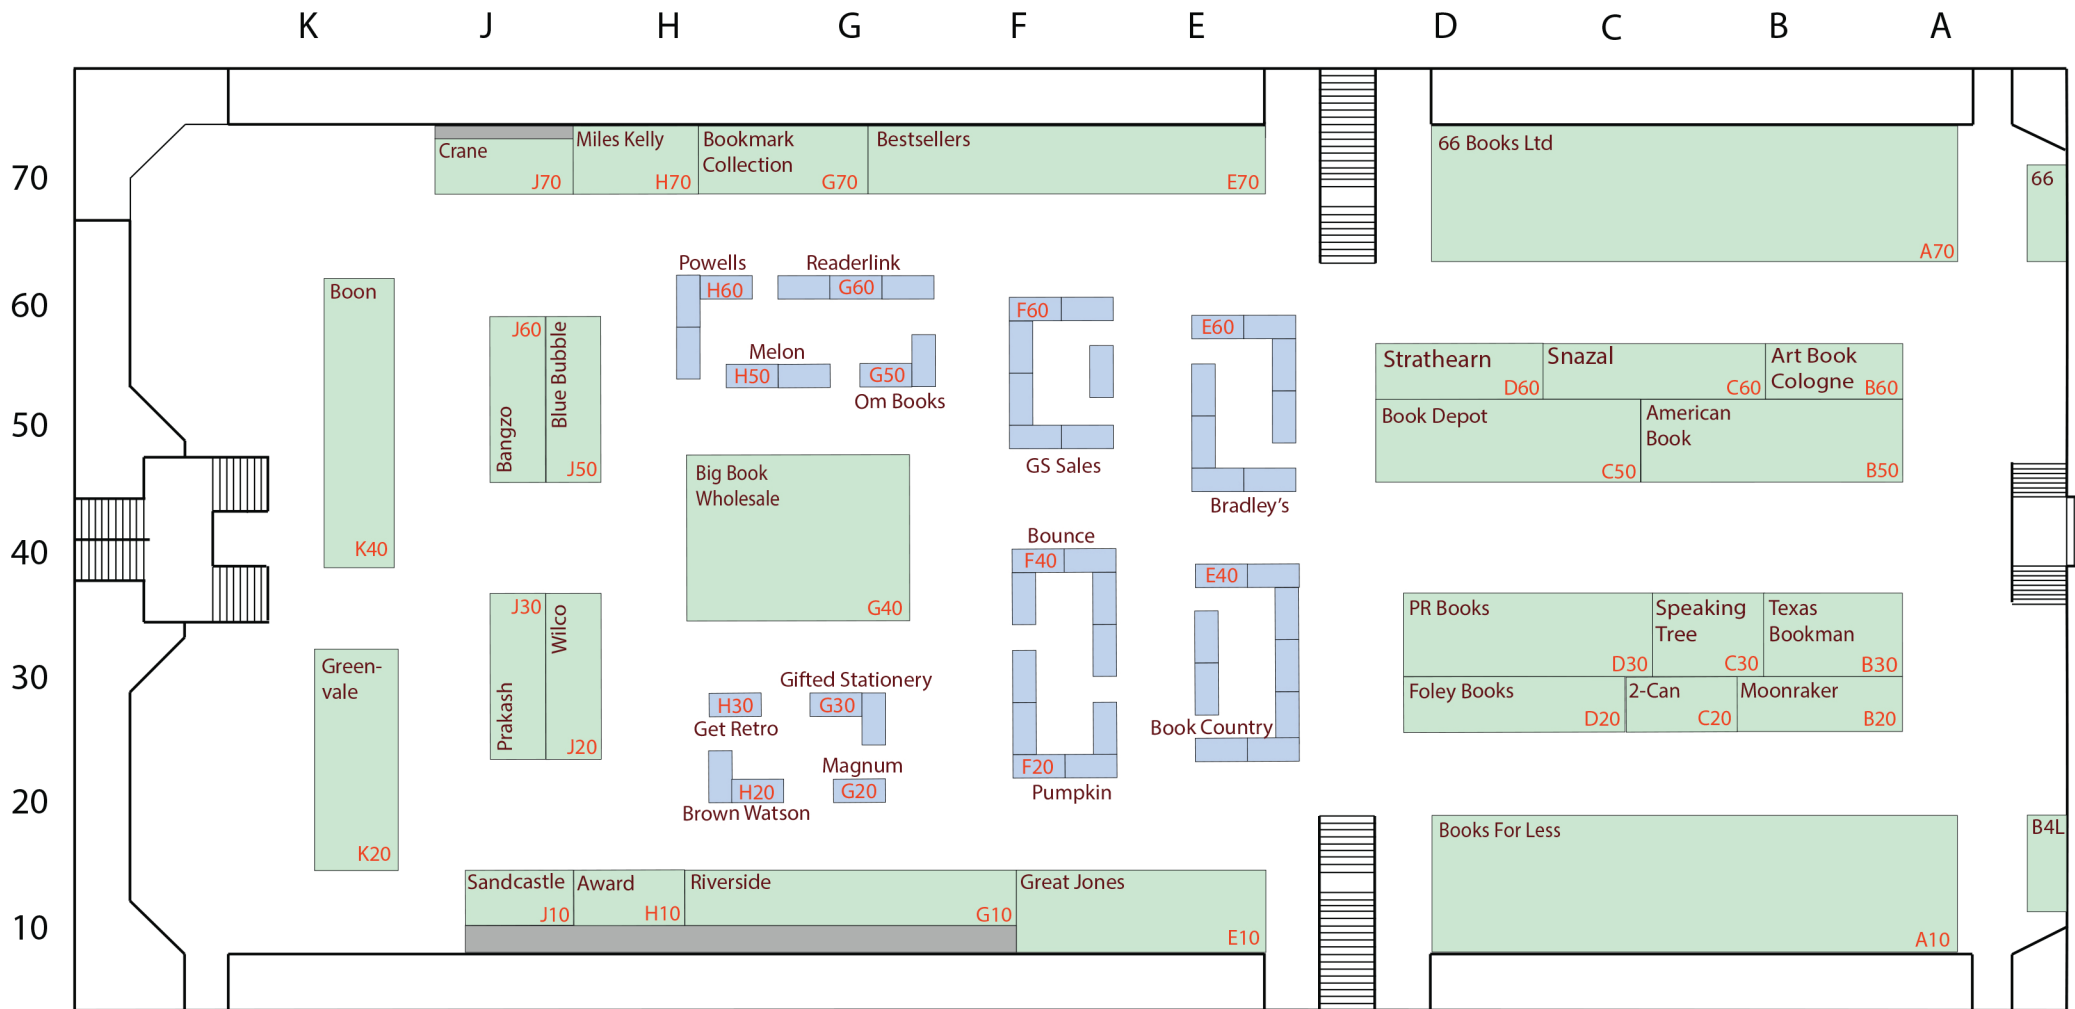 K J H G F E D C B A
70
60
50
40
30
20
10
Crane
J70
Miles Kelly
H70
Bookmark
Collection
G70
Bestsellers
E70
66 Books Ltd
A70
66
Boon
K40
J60
Bangzo
Blue Bubble
J50
Powells
H60
Readerlink
G60
Melon
H50
G50
Om Books
F60
GS Sales
E60
Bradley's
Strathearn
D60
Snazal
C60
Art Book
Cologne
B60
Book Depot
C50
American
Book
B50
Big Book
Wholesale
G40
Bounce
F40
E40
Book Country
Green-
vale
K20
J30
Prakash
Wilco
J20
H30
Get Retro
Gifted Stationery
G30
H20
Brown Watson
Magnum
G20
F20
Pumpkin
PR Books
D30
Speaking
Tree
C30
Texas
Bookman
B30
Foley Books
D20
2-Can
C20
Moonraker
B20
Sandcastle
J10
Award
H10
Riverside
G10
Great Jones
E10
Books For Less
A10
B4L